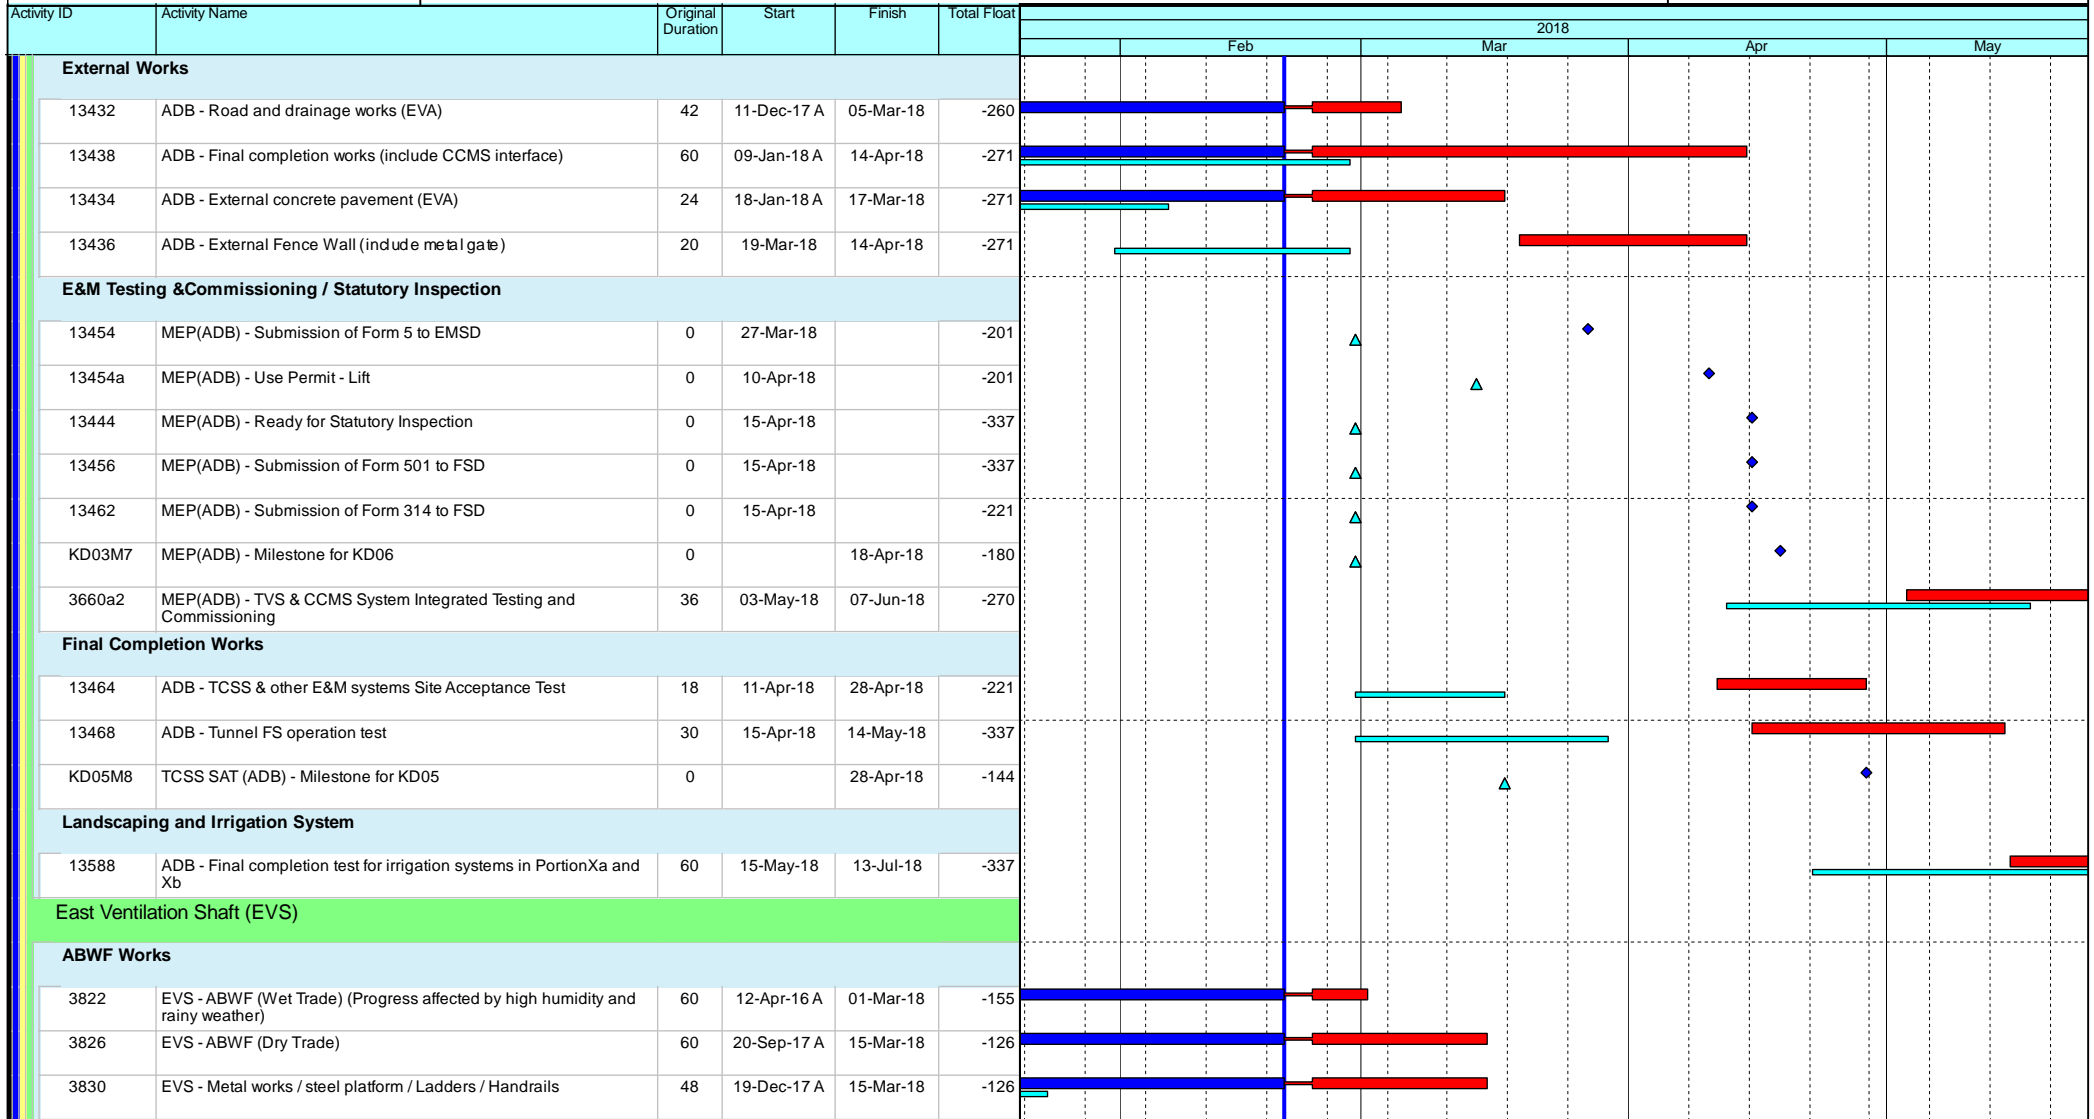 Activity ID Activity Name Original Duration Start Finish Total Float
2018
Feb Mar Apr May
External Works
13432 ADB - Road and drainage works (EVA) 42 11-Dec-17 A 05-Mar-18 -260
13438 ADB - Final completion works (include CCMS interface) 60 09-Jan-18 A 14-Apr-18 -271
13434 ADB - External concrete pavement (EVA) 24 18-Jan-18 A 17-Mar-18 -271
13436 ADB - External Fence Wall (include metal gate) 20 19-Mar-18 14-Apr-18 -271
E&M Testing &Commissioning / Statutory Inspection
13454 MEP(ADB) - Submission of Form 5 to EMSD 0 27-Mar-18 -201
13454a MEP(ADB) - Use Permit - Lift 0 10-Apr-18 -201
13444 MEP(ADB) - Ready for Statutory Inspection 0 15-Apr-18 -337
13456 MEP(ADB) - Submission of Form 501 to FSD 0 15-Apr-18 -337
13462 MEP(ADB) - Submission of Form 314 to FSD 0 15-Apr-18 -221
KD03M7 MEP(ADB) - Milestone for KD06 0 18-Apr-18 -180
3660a2 MEP(ADB) - TVS & CCMS System Integrated Testing and 36 03-May-18 07-Jun-18 -270
Commissioning
Final Completion Works
13464 ADB - TCSS & other E&M systems Site Acceptance Test 18 11-Apr-18 28-Apr-18 -221
13468 ADB - Tunnel FS operation test 30 15-Apr-18 14-May-18 -337
KD05M8 TCSS SAT (ADB) - Milestone for KD05 0 28-Apr-18 -144
Landscaping and Irrigation System
13588 ADB - Final completion test for irrigation systems in PortionXa and 60 15-May-18 13-Jul-18 -337
Xb
East Ventilation Shaft (EVS)
ABWF Works
3822 EVS - ABWF (Wet Trade) (Progress affected by high humidity and 60 12-Apr-16 A 01-Mar-18 -155
rainy weather)
3826 EVS - ABWF (Dry Trade) 60 20-Sep-17 A 15-Mar-18 -126
3830 EVS - Metal works / steel platform / Ladders / Handrails 48 19-Dec-17 A 15-Mar-18 -126